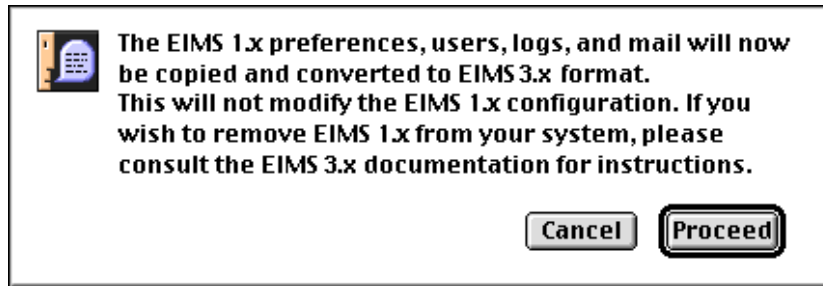 The EIMS 1.x preferences, users, logs, and mail will now
be copied and converted to EIMS 3.x format.
This will not modify the EIMS 1.x configuration. If you
wish to remove EIMS 1.x from your system, please
consult the EIMS 3.x documentation for instructions.
Cancel Proceed